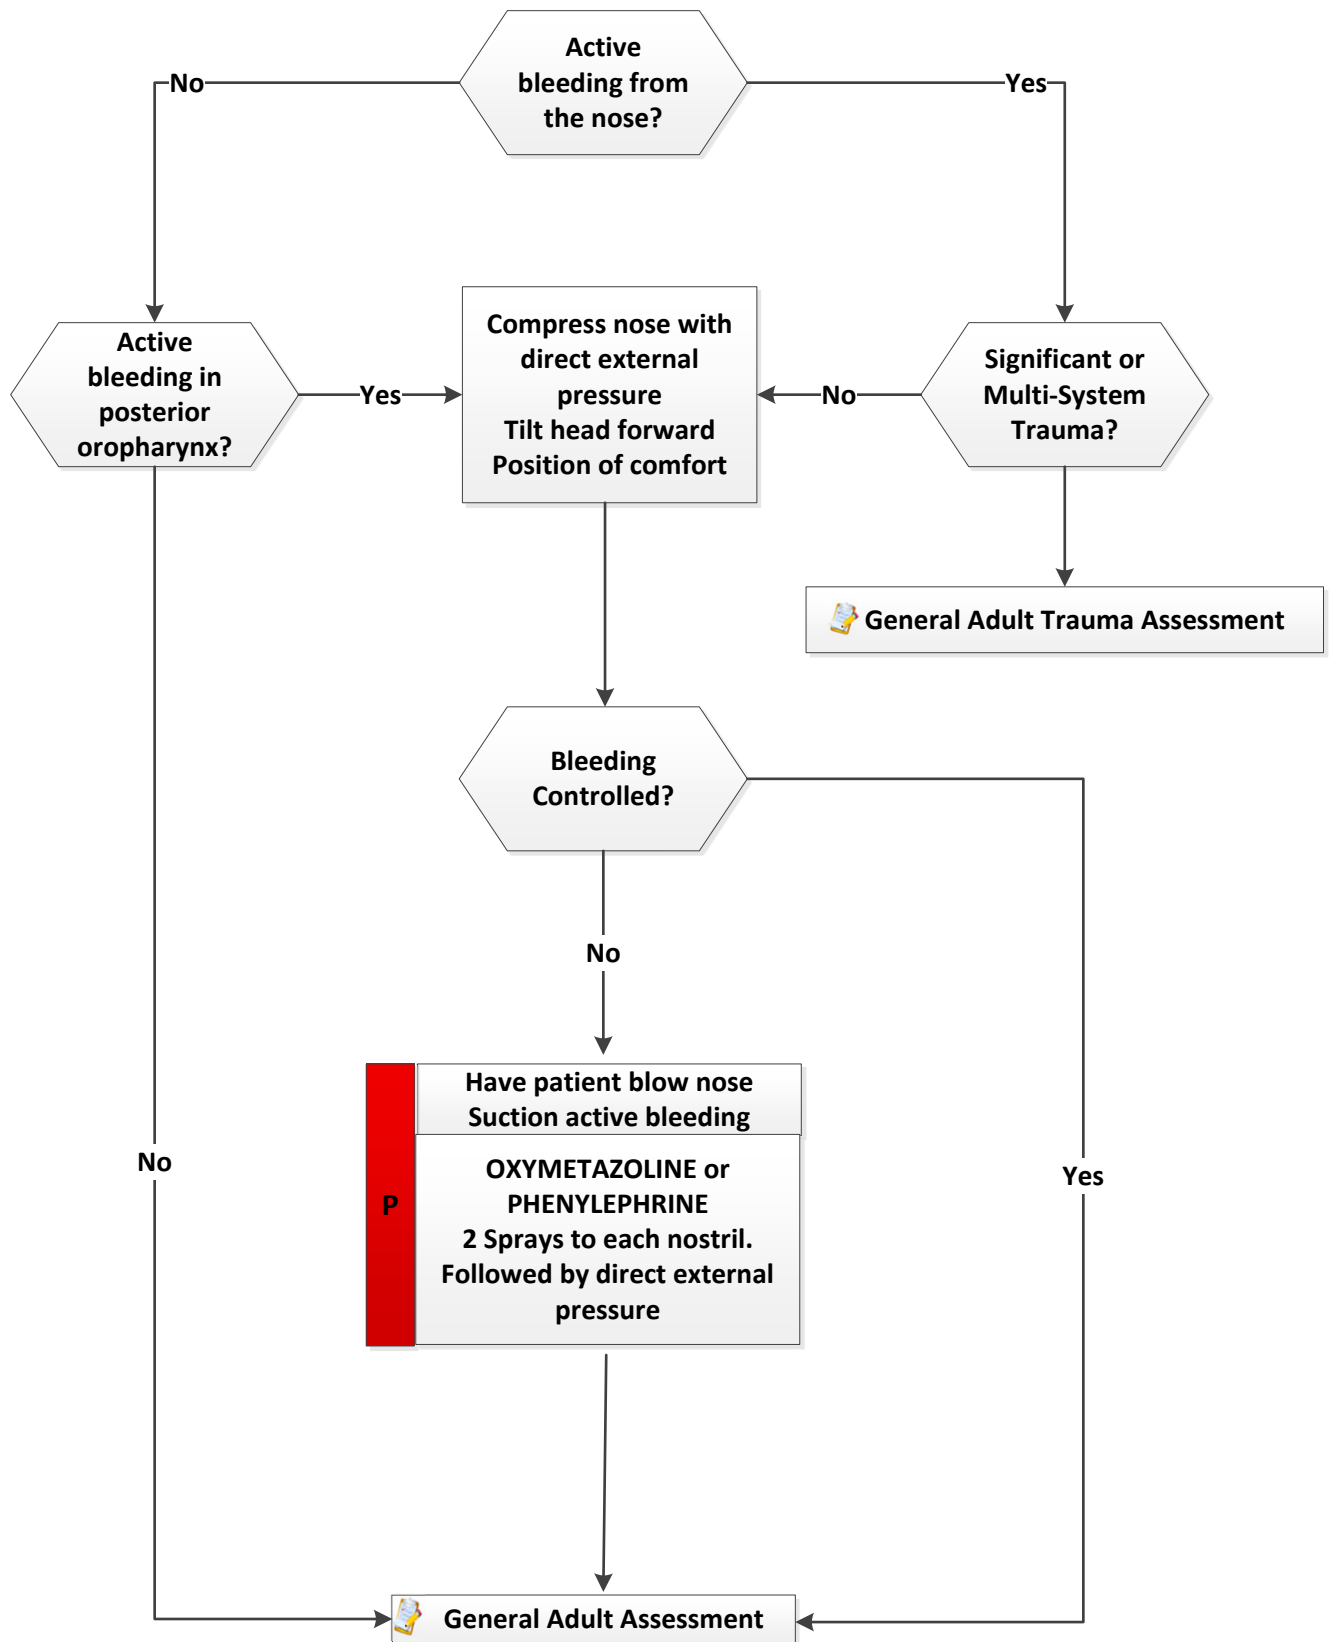 Active
bleeding from
the nose?
No
Yes
Active
bleeding in
posterior
oropharynx?
Yes
Compress nose with
direct external
pressure
Tilt head forward
Position of comfort
No
Significant or
Multi-System
Trauma?
General Adult Trauma Assessment
Bleeding
Controlled?
No
Have patient blow nose
Suction active bleeding
P
OXYMETAZOLINE or
PHENYLEPHRINE
2 Sprays to each nostril.
Followed by direct external
pressure
No
Yes
General Adult Assessment